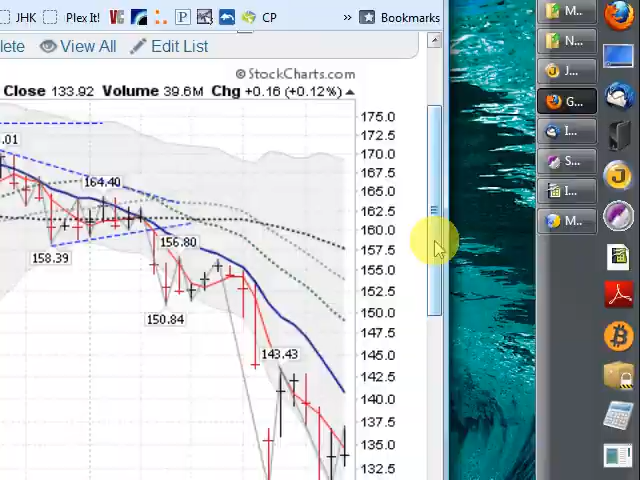 JHK Plex It! CP » Bookmarks
lete View All Edit List
© StockCharts.com
Close 133.92 Volume 39.6M Chg +0.16 (+0.12%)
175.0
172.5
170.0
167.5
165.0
162.5
160.0
157.5
155.0
152.5
150.0
147.5
145.0
142.5
140.0
137.5
135.0
132.5
.01
164.40
158.39
156.80
150.84
143.43
M...
N...
J...
G...
I...
S...
I...
M...